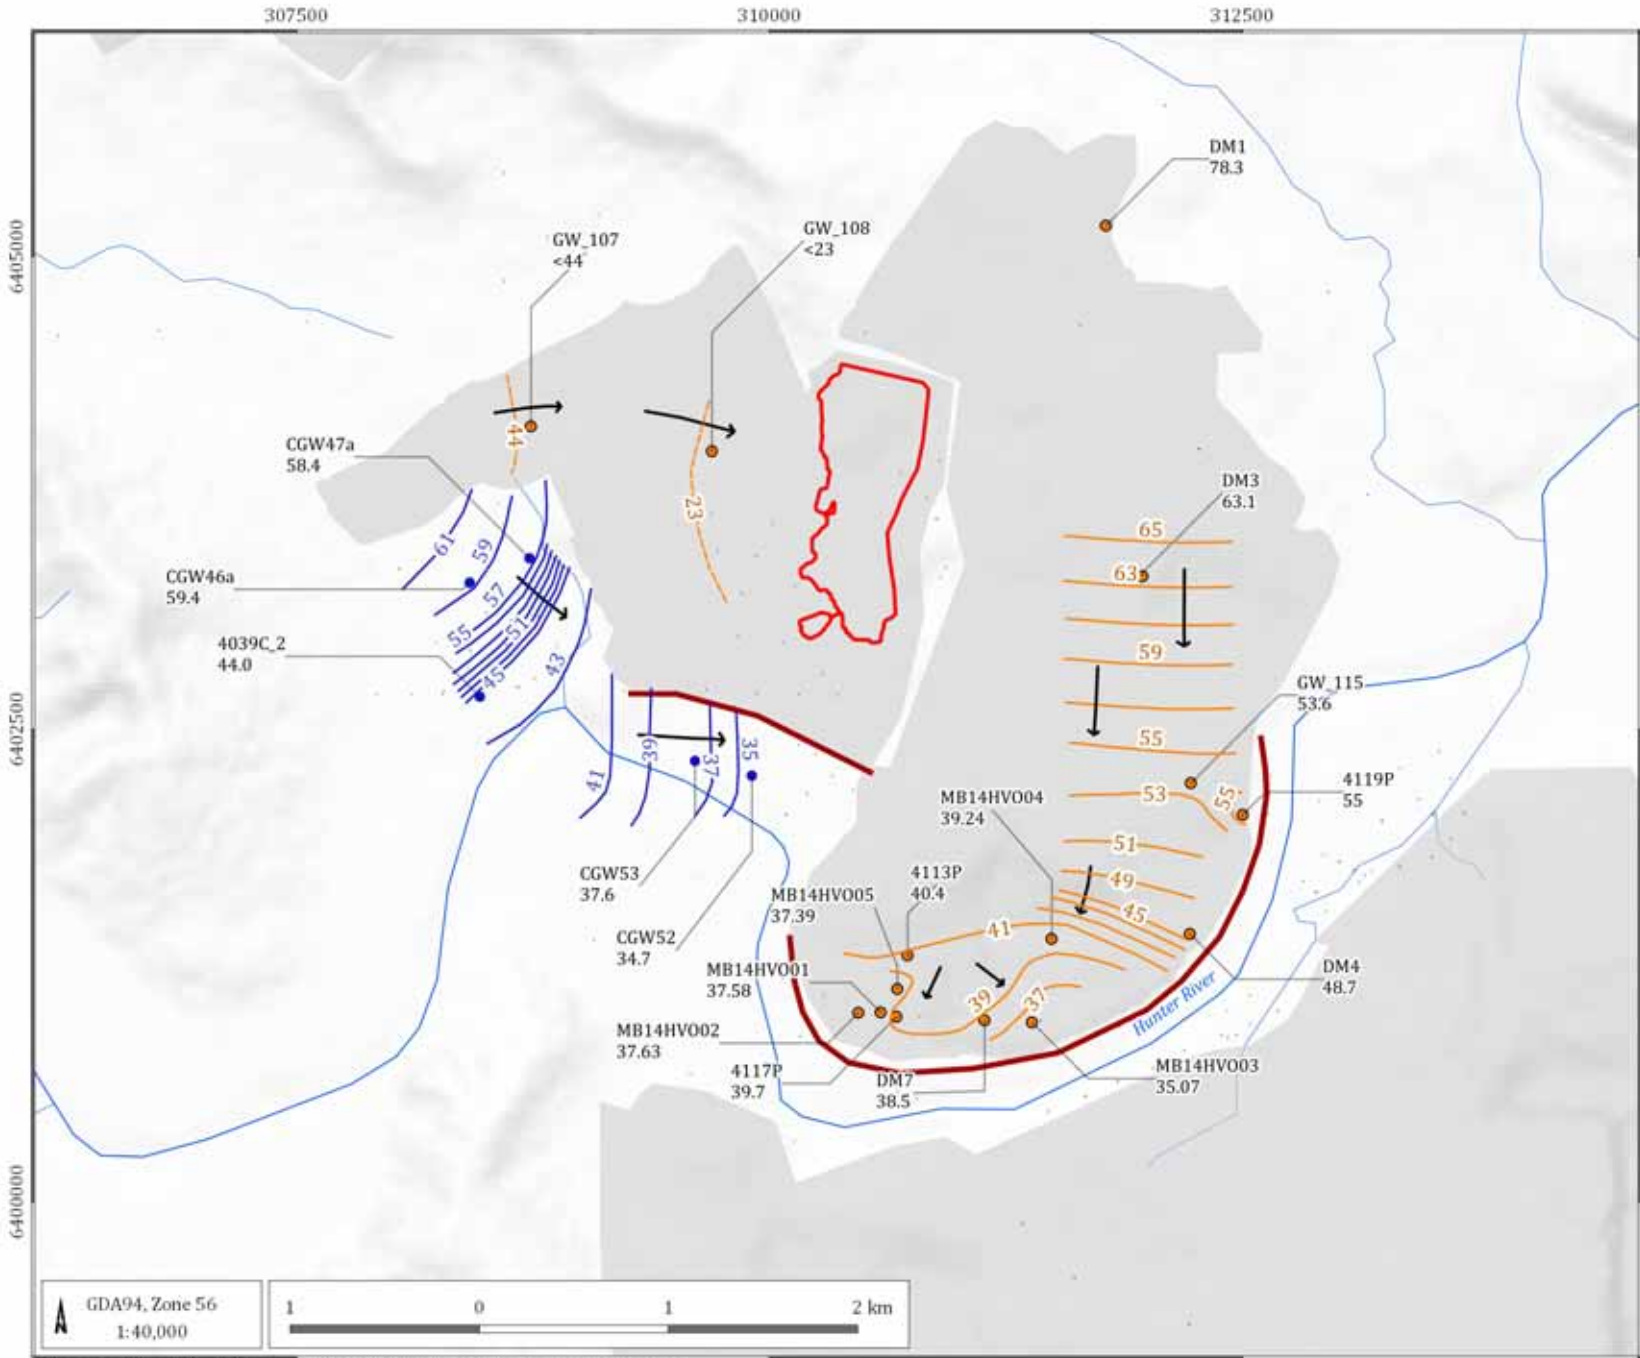 307500
310000
312500
6405000
6402500
6400000
DM1
78.3
GW_108
<23
GW_107
<44
44
CGW47a
58.4
23
DM3
63.1
65
63
61
59
CGW46a
59.4
57
55
51
45
43
4039C_2
44.0
59
GW_115
53.6
55
39
37
35
41
4119P
55
53
55
MB14HVO04
39.24
51
49
45
CGW53
37.6
4113P
40.4
MB14HVO05
37.39
41
CGW52
34.7
MB14HVO01
37.58
DM4
48.7
39
37
Hunter River
MB14HVO02
37.63
4117P
39.7
DM7
38.5
MB14HVO03
35.07
GDA94, Zone 56
1:40,000
1 0 1 2 km